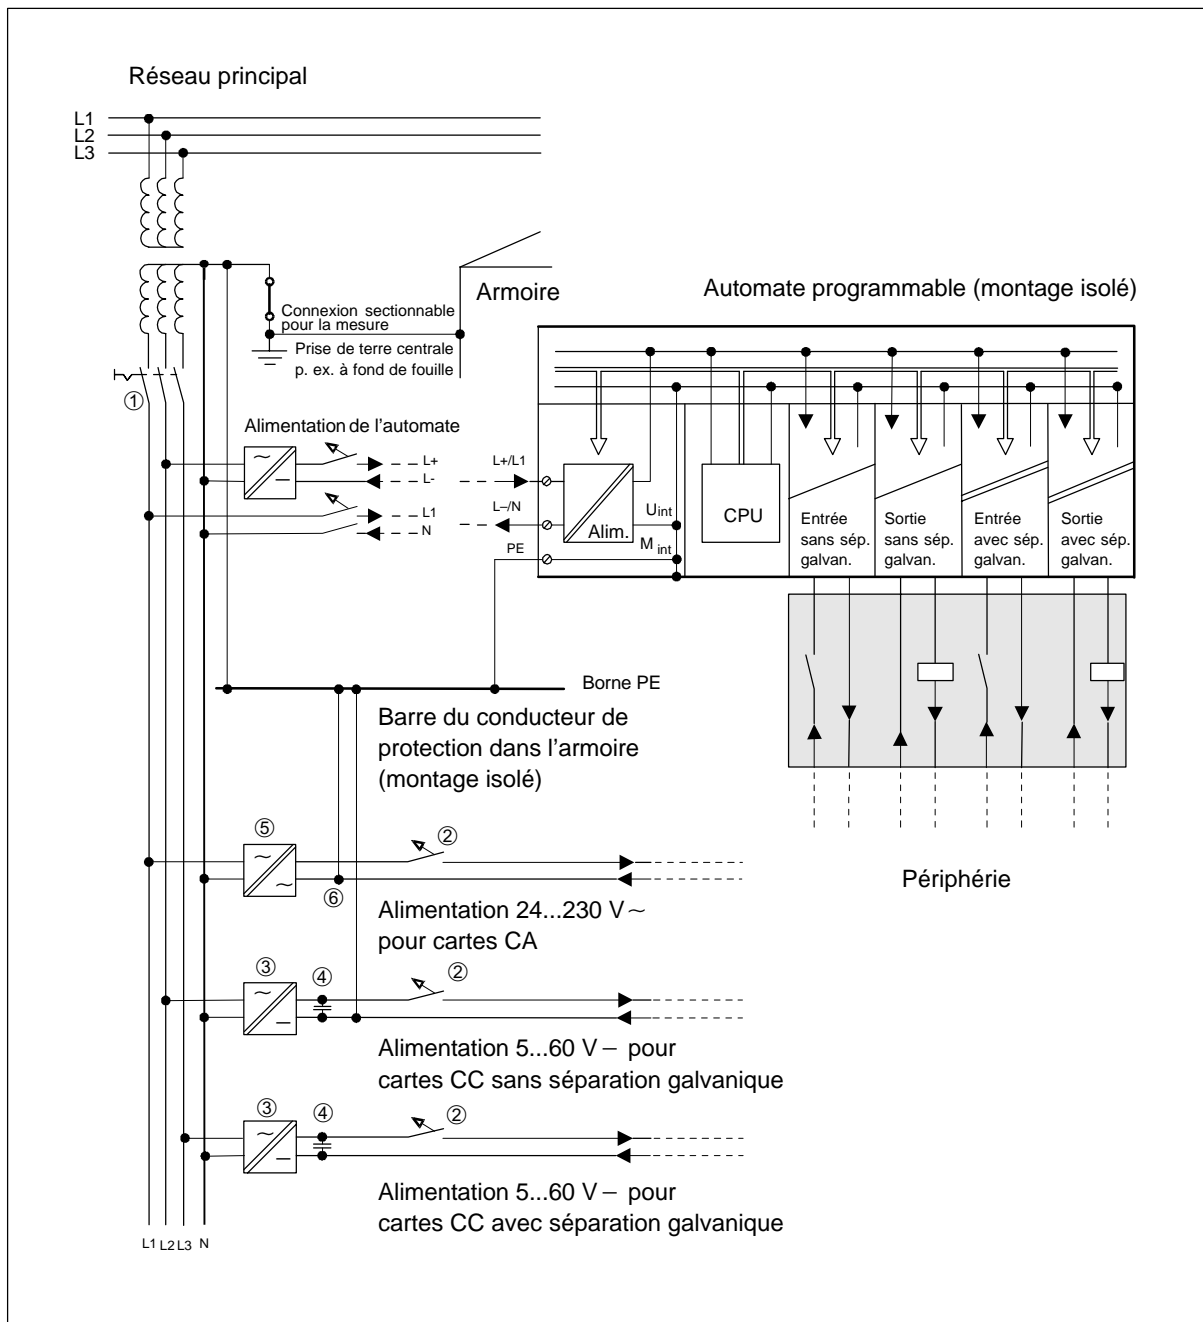 Réseau principal
L1
L2
L3
Armoire
Automate programmable (montage isolé)
Connexion sectionnable
pour la mesure
Prise de terre centrale
p. ex. à fond de fouille
①
Alimentation de l'automate
L+
L-
L1
N
L+/L1
L–/N
PE
Alim.
Uint
M int
CPU
Entrée
sans sép.
galvan.
Sortie
sans sép.
galvan.
Entrée
avec sép.
galvan.
Sortie
avec sép.
galvan.
Borne PE
Barre du conducteur de
protection dans l'armoire
(montage isolé)
Périphérie
⑤
②
⑥
Alimentation 24...230 V ~
pour cartes CA
③
④
②
Alimentation 5...60 V – pour
cartes CC sans séparation galvanique
③
④
②
Alimentation 5...60 V – pour
cartes CC avec séparation galvanique
L1 L2 L3 N